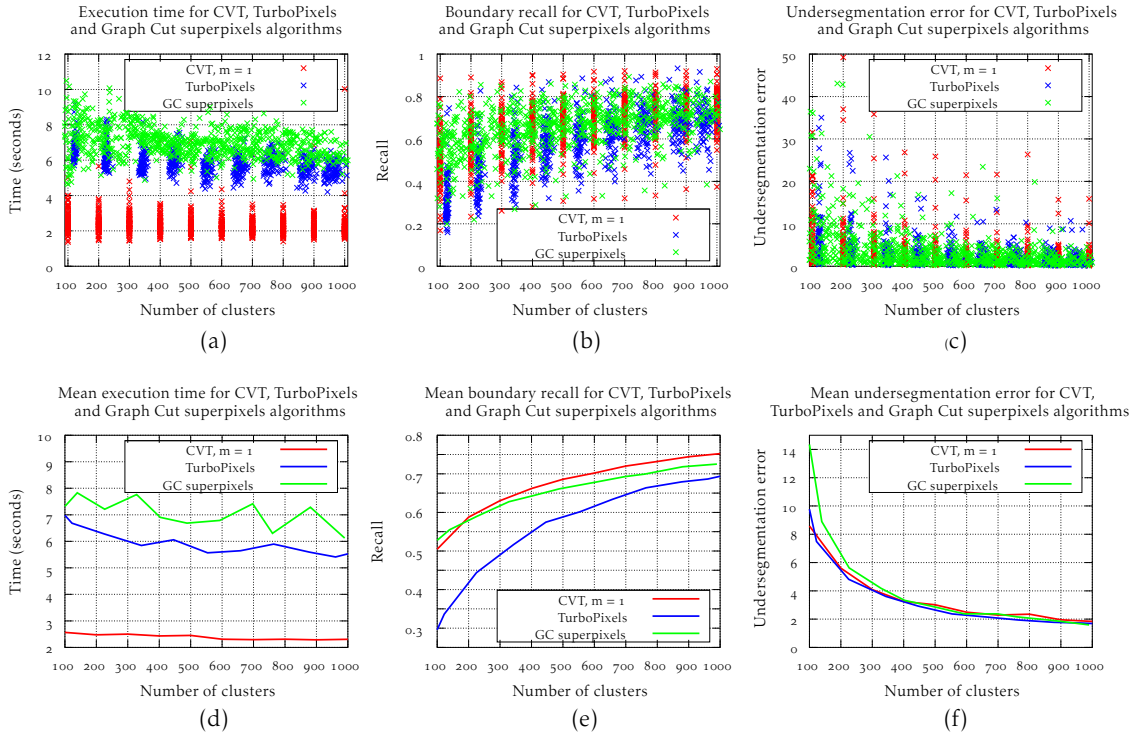 Execution time for CVT, TurboPixels
and Graph Cut superpixels algorithms
CVT, m = 1
TurboPixels
GC superpixels
Time (seconds)
12
10
8
6
4
2
0
100 200 300 400 500 600 700 800 900 1000
Number of clusters
(a)
Boundary recall for CVT, TurboPixels
and Graph Cut superpixels algorithms
Recall
1
0.8
0.6
0.4
0.2
0
CVT, m = 1
TurboPixels
GC superpixels
100 200 300 400 500 600 700 800 900 1000
Number of clusters
(b)
Undersegmentation error for CVT, TurboPixels
and Graph Cut superpixels algorithms
CVT, m = 1
TurboPixels
GC superpixels
Undersegmentation error
50
40
30
20
10
0
100 200 300 400 500 600 700 800 900 1000
Number of clusters
(c)
Mean execution time for CVT, TurboPixels
and Graph Cut superpixels algorithms
CVT, m = 1
TurboPixels
GC superpixels
Time (seconds)
10
9
8
7
6
5
4
3
2
100 200 300 400 500 600 700 800 900 1000
Number of clusters
(d)
Mean boundary recall for CVT, TurboPixels
and Graph Cut superpixels algorithms
Recall
0.8
0.7
0.6
0.5
0.4
0.3
CVT, m = 1
TurboPixels
GC superpixels
100 200 300 400 500 600 700 800 900 1000
Number of clusters
(e)
Mean undersegmentation error for CVT,
TurboPixels and Graph Cut superpixels algorithms
CVT, m = 1
TurboPixels
GC superpixels
Undersegmentation error
14
12
10
8
6
4
2
0
100 200 300 400 500 600 700 800 900 1000
Number of clusters
(f)